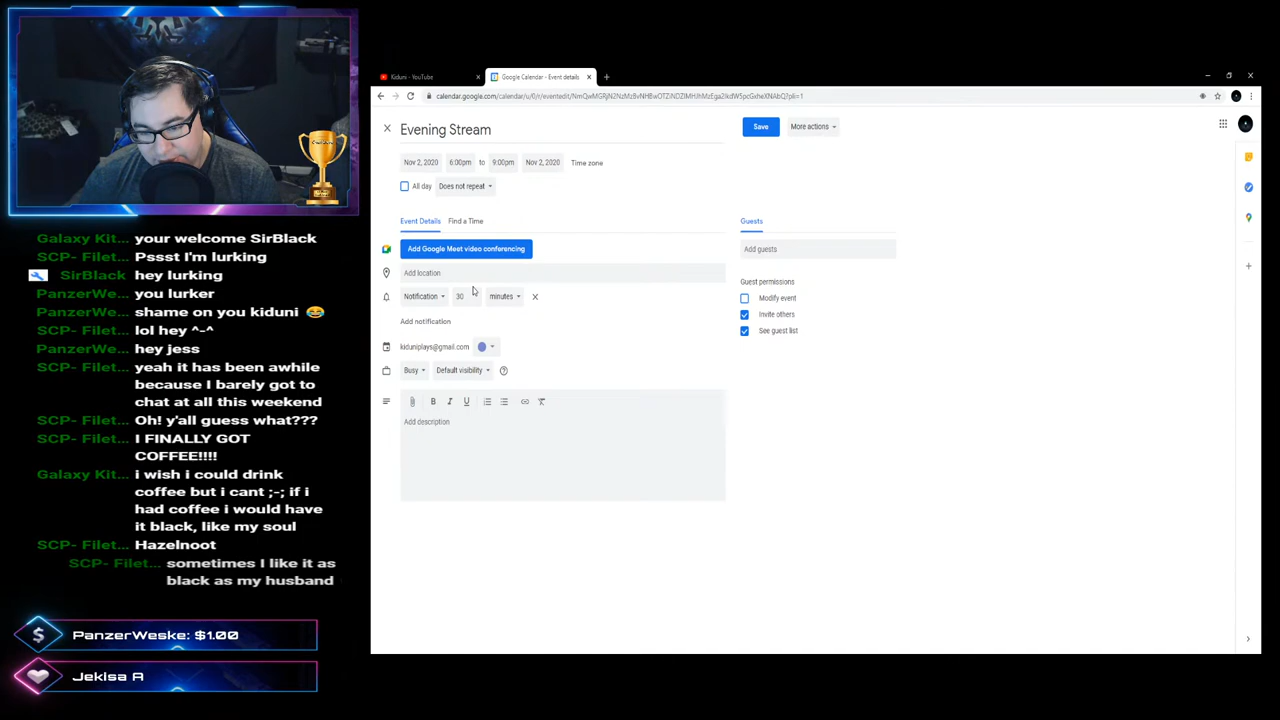 Galaxy Kit... your welcome SirBlack
SCP- Filet... Pssst I'm lurking
SirBlack hey lurking
PanzerWe... you lurker
PanzerWe... shame on you kiduni 😂
SCP- Filet... lol hey ^-^
PanzerWe... hey jess
SCP- Filet... yeah it has been awhile
because I barely got to
chat at all this weekend
SCP- Filet... Oh! y'all guess what???
SCP- Filet... I FINALLY GOT
COFFEE!!!!
Galaxy Kit... i wish i could drink
coffee but i cant ;-; if i
had coffee i would have
it black, like my soul
SCP- Filet... Hazelnoot
SCP- Filet... sometimes I like it as
black as my husband
PanzerWeske: $1.00
Jekisa A
Kiduni - YouTube
Google Calendar - Event details
Evening Stream
Save
More actions
Nov 2, 2020 6:00pm to 9:00pm Nov 2, 2020 Time zone
All day Does not repeat
Event Details Find a Time
Guests
Add Google Meet video conferencing
Add guests
Add location
Guest permissions
Notification 30 minutes
Modify event
Invite others
Add notification
See guest list
kiduniplays@gmail.com
Busy Default visibility
B I U
Add description